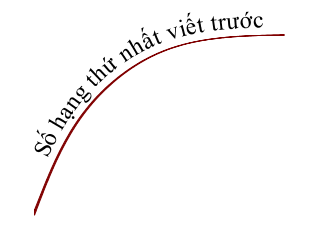 Số hạng thứ nhất viết trước